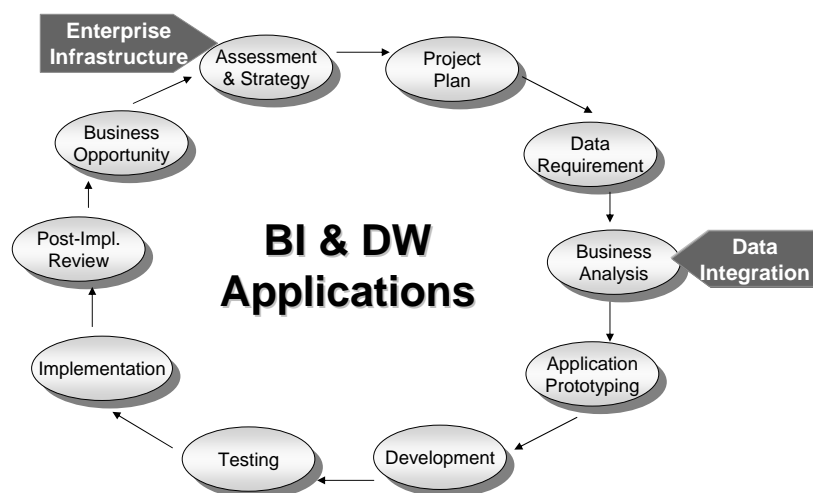 Enterprise
Infrastructure
Assessment
& Strategy
Project
Plan
Data
Requirement
Business
Analysis
Data
Integration
Application
Prototyping
Development
Testing
Implementation
Post-Impl.
Review
Business
Opportunity
BI & DW
Applications